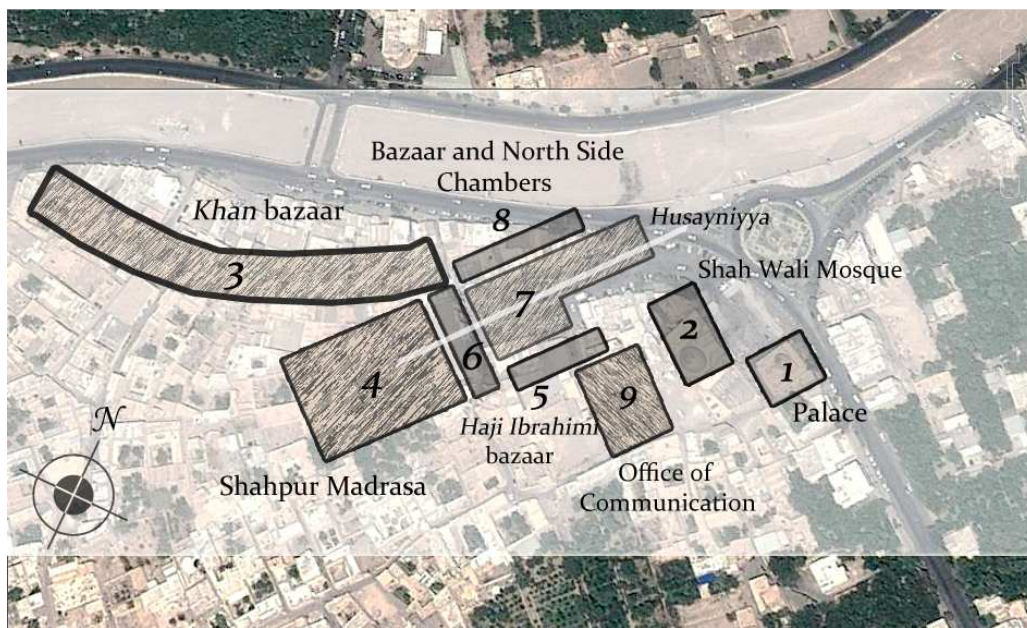 Bazaar and North Side
Chambers
Khan bazaar
8
Husayniyya
Shah Wali Mosque
3
7
2
4
6
1
5
9
Palace
Haji Ibrahimi
bazaar
Shahpur Madrasa
Office of
Communication
N